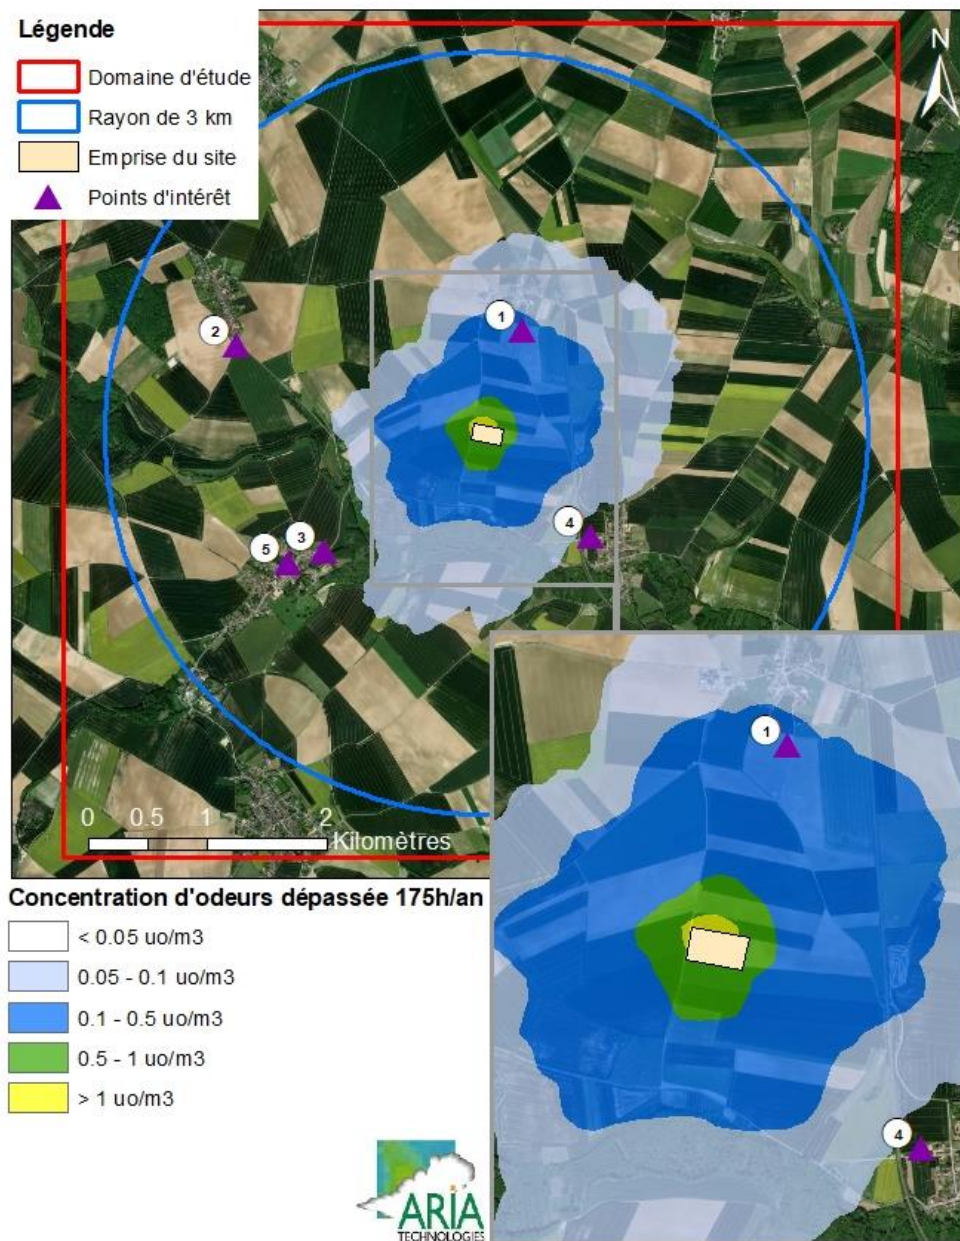 Légende
Domaine d'étude
Rayon de 3 km
Emprise du site
Points d'intérêt
N
1
2
4
5
3
0 0.5 1 2
Kilomètres
1
4
Concentration d'odeurs dépassée 175h/an
< 0.05 uo/m3
0.05 - 0.1 uo/m3
0.1 - 0.5 uo/m3
0.5 - 1 uo/m3
> 1 uo/m3
ARIA
TECHNOLOGIES